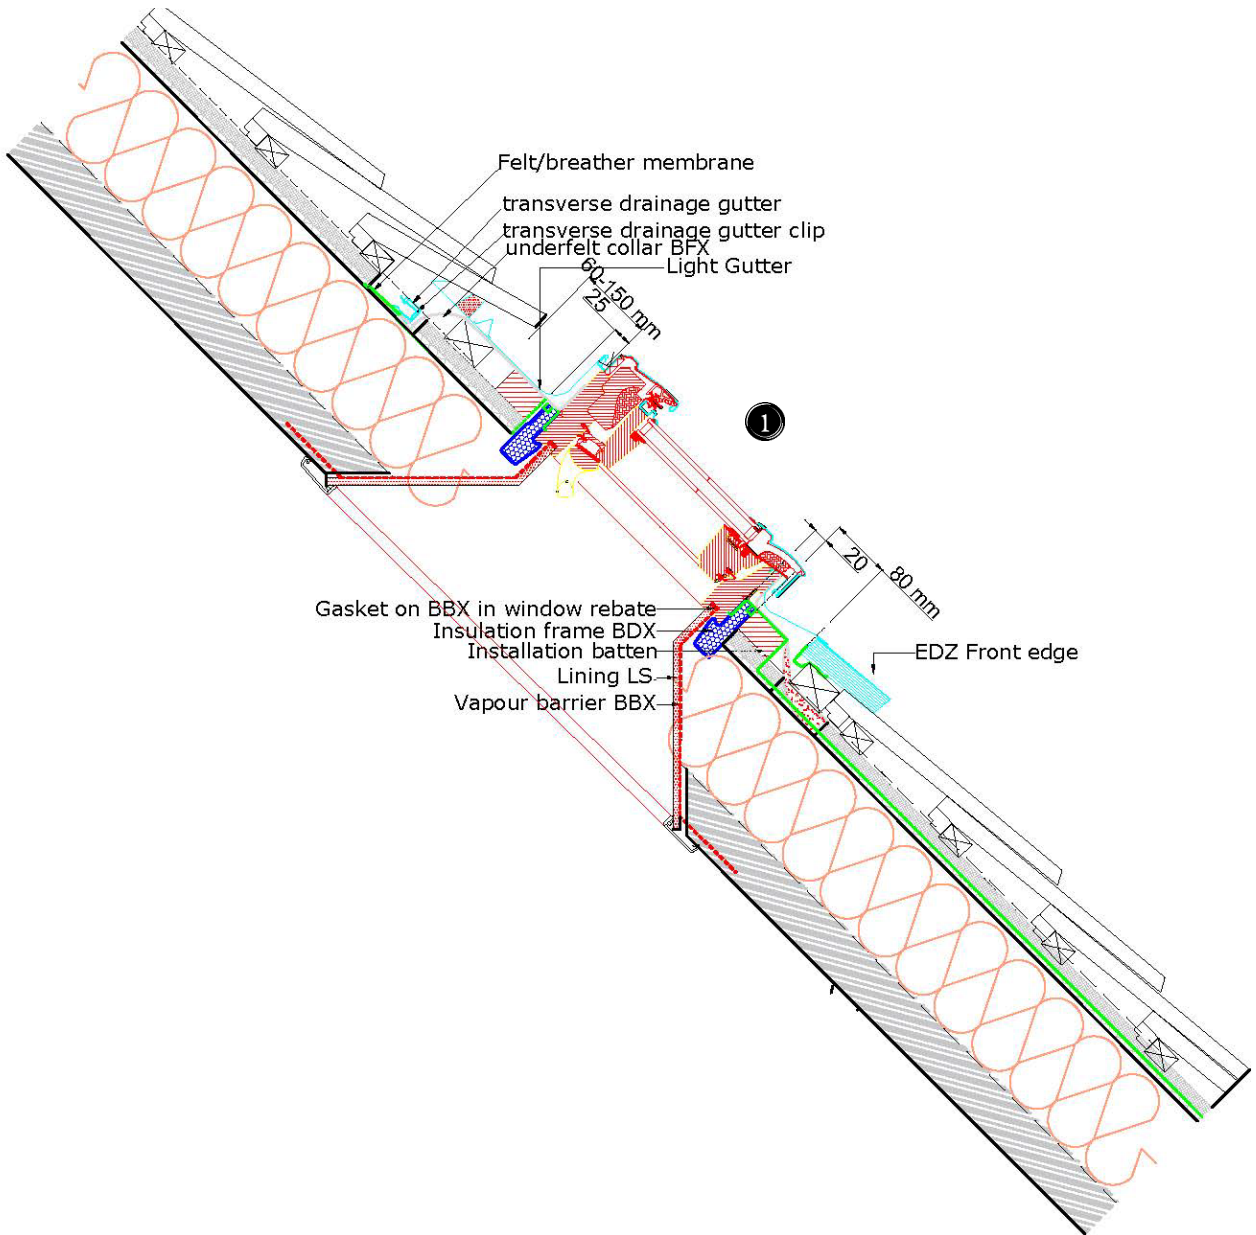 Felt/breather membrane
transverse drainage gutter
transverse drainage gutter clip
underfelt collar BFX
Light Gutter
60-150 mm
25
1
20
80 mm
Gasket on BBX in window rebate
Insulation frame BDX
Installation batten
EDZ Front edge
Lining LS
Vapour barrier BBX